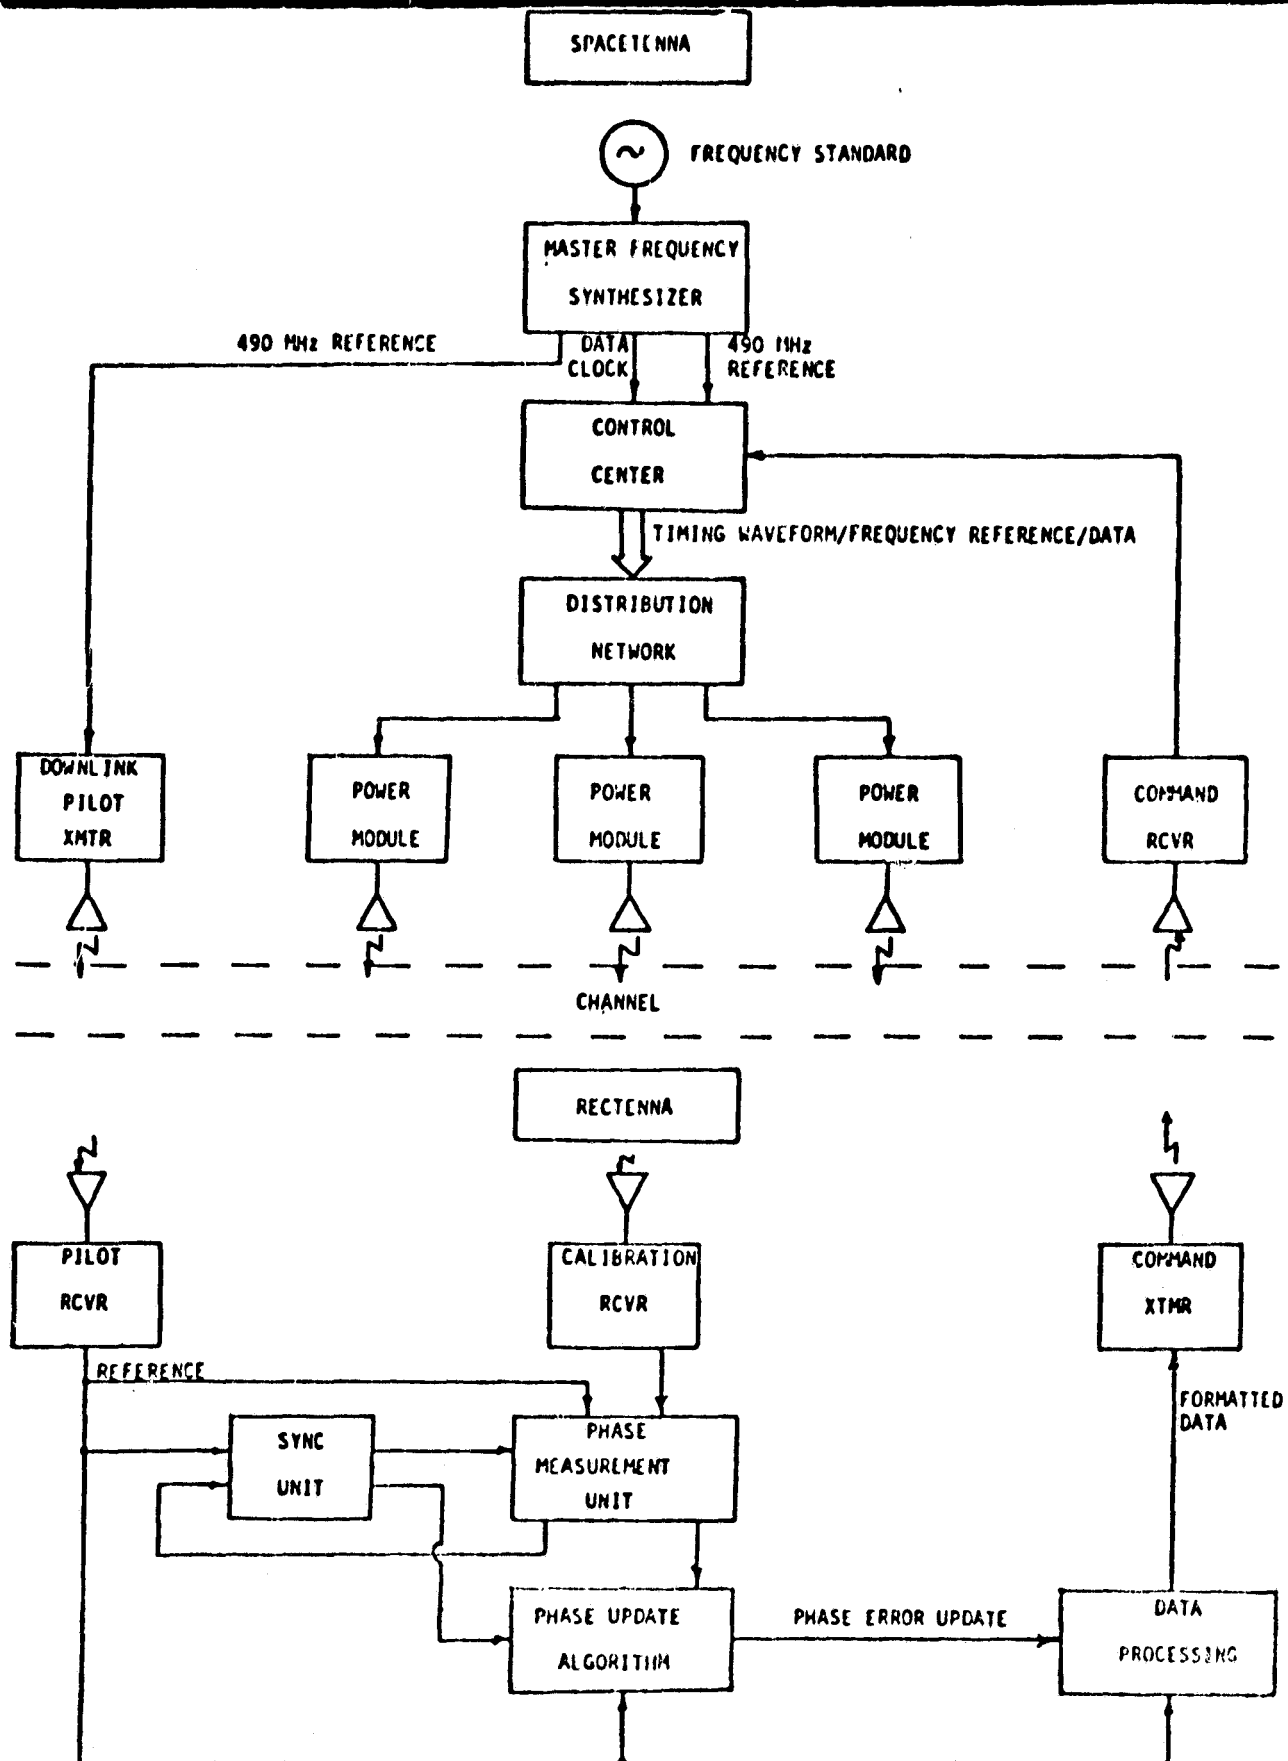 SPACETENNA
FREQUENCY STANDARD
MASTER FREQUENCY
SYNTHESIZER
490 MHz REFERENCE
DATA
CLOCK
490 MHz
REFERENCE
CONTROL
CENTER
TIMING WAVEFORM/FREQUENCY REFERENCE/DATA
DISTRIBUTION
NETWORK
DOWNLINK
PILOT
XMTR
POWER
MODULE
POWER
MODULE
POWER
MODULE
COMMAND
RCVR
CHANNEL
RECTENNA
PILOT
RCVR
CALIBRATION
RCVR
COMMAND
XTMR
REFERENCE
FORMATTED
DATA
SYNC
UNIT
PHASE
MEASUREMENT
UNIT
PHASE UPDATE
ALGORITHM
PHASE ERROR UPDATE
DATA
PROCESSING